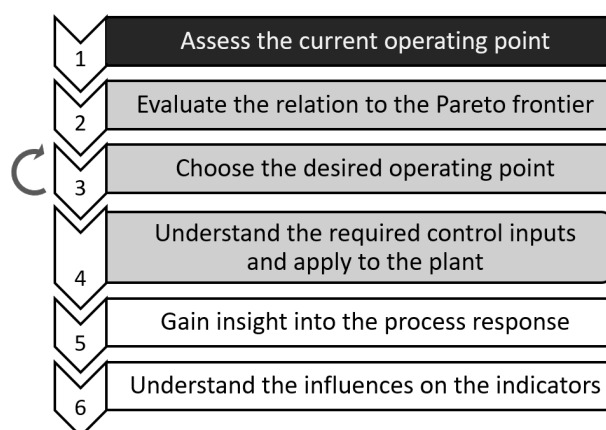 1 Assess the current operating point
2 Evaluate the relation to the Pareto frontier
3 Choose the desired operating point
Understand the required control inputs
4 and apply to the plant
5 Gain insight into the process response
6 Understand the influences on the indicators